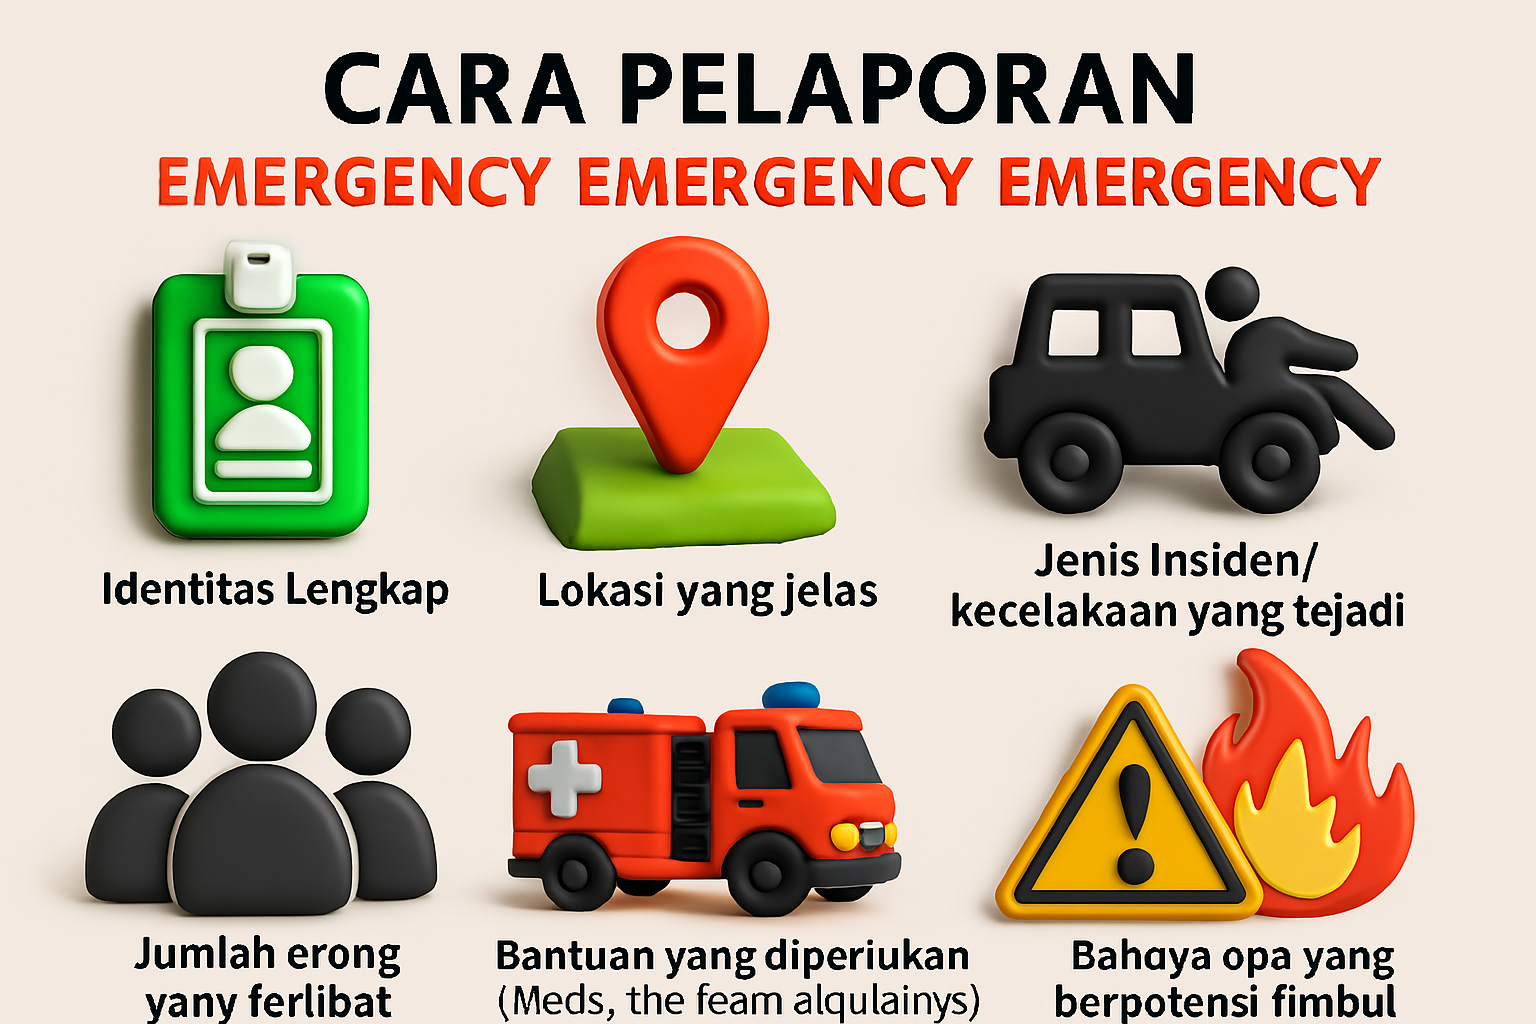 CARA PELAPORAN
EMERGENCY EMERGENCY EMERGENCY
Identitas Lengkap
Lokasi yang jelas
Jenis Insiden/
kecelakaan yang tejadi
Jumlah erong
yany ferlibat
Bantuan yang diperiukan
(Meds, the feam alqulainys)
Bahaya opa yang
berpotensi fimbul